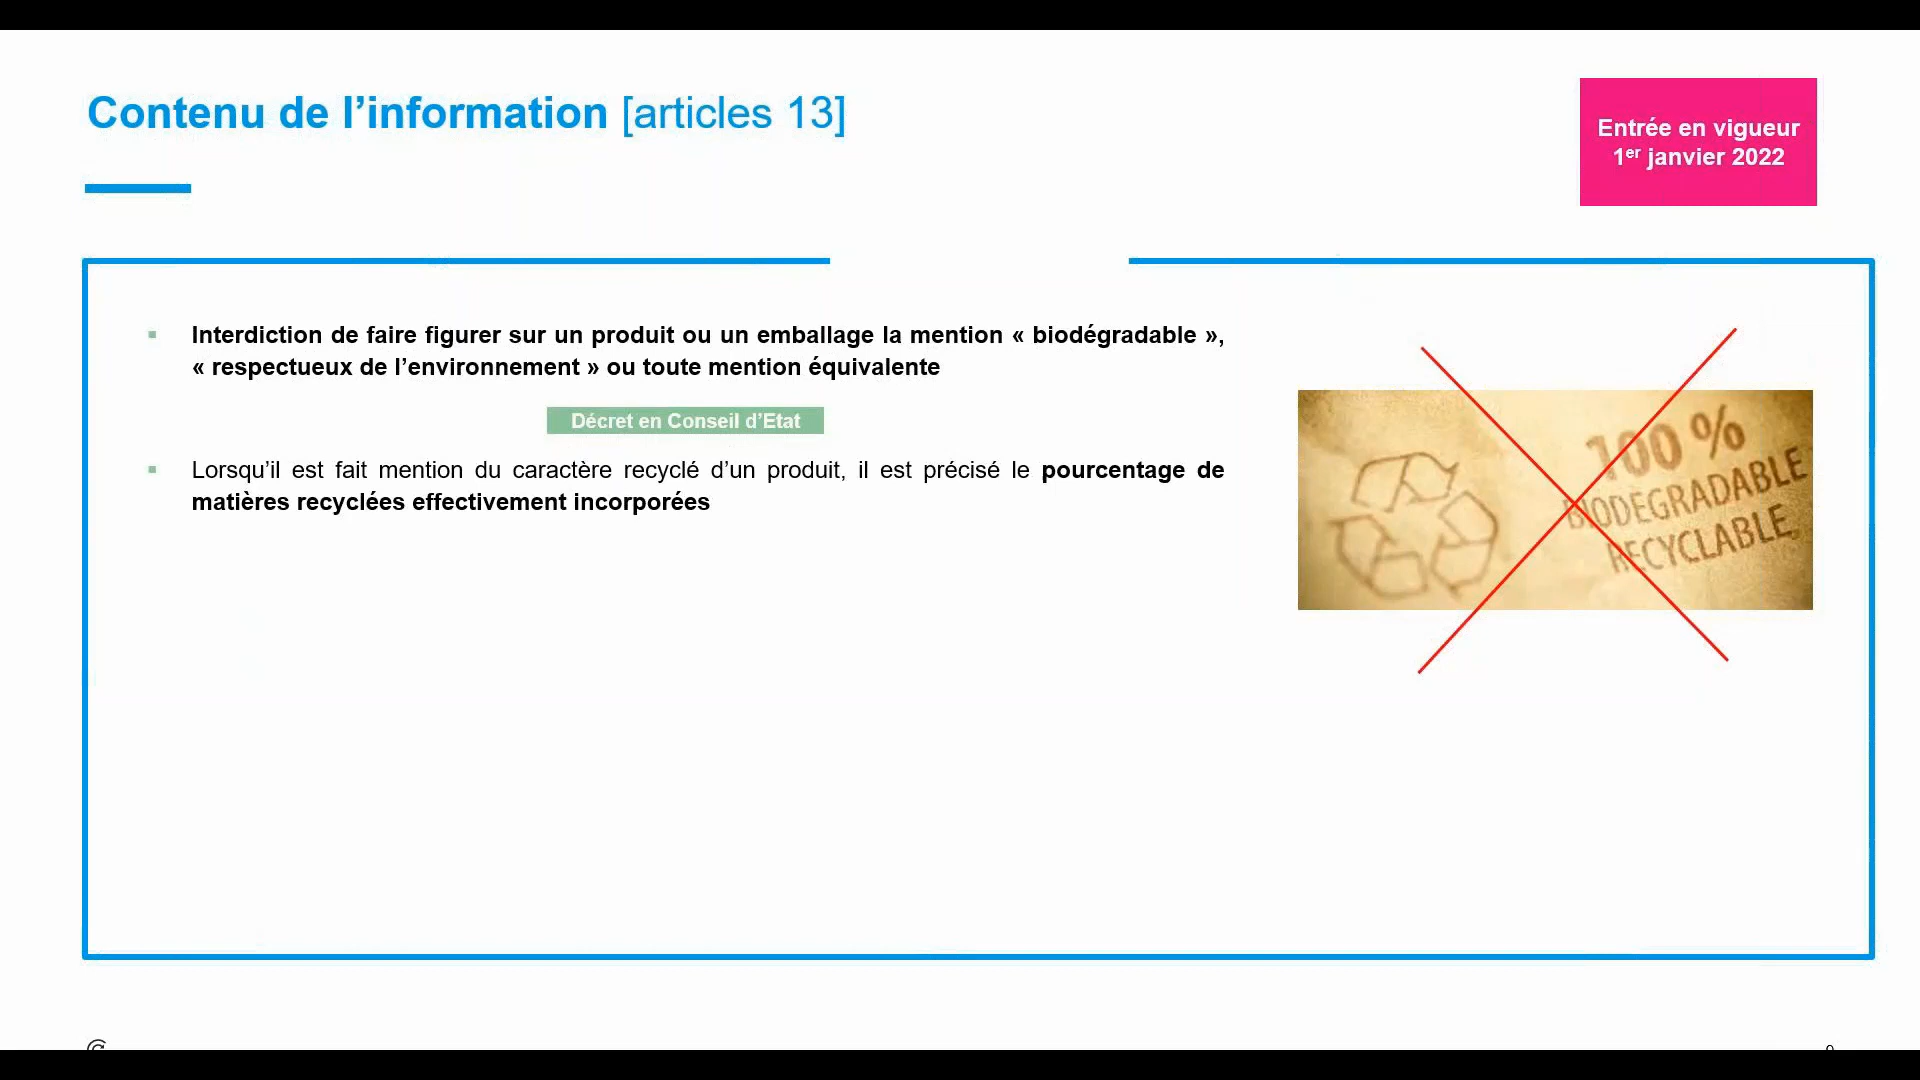 Contenu de l’information [articles 13]
Entrée en vigueur
1er janvier 2022
Interdiction de faire figurer sur un produit ou un emballage la mention « biodégradable »,
« respectueux de l’environnement » ou toute mention équivalente
Décret en Conseil d’Etat
Lorsqu’il est fait mention du caractère recyclé d’un produit, il est précisé le pourcentage de
matières recyclées effectivement incorporées
100 %
BIODEGRADABLE
RECYCLABLE